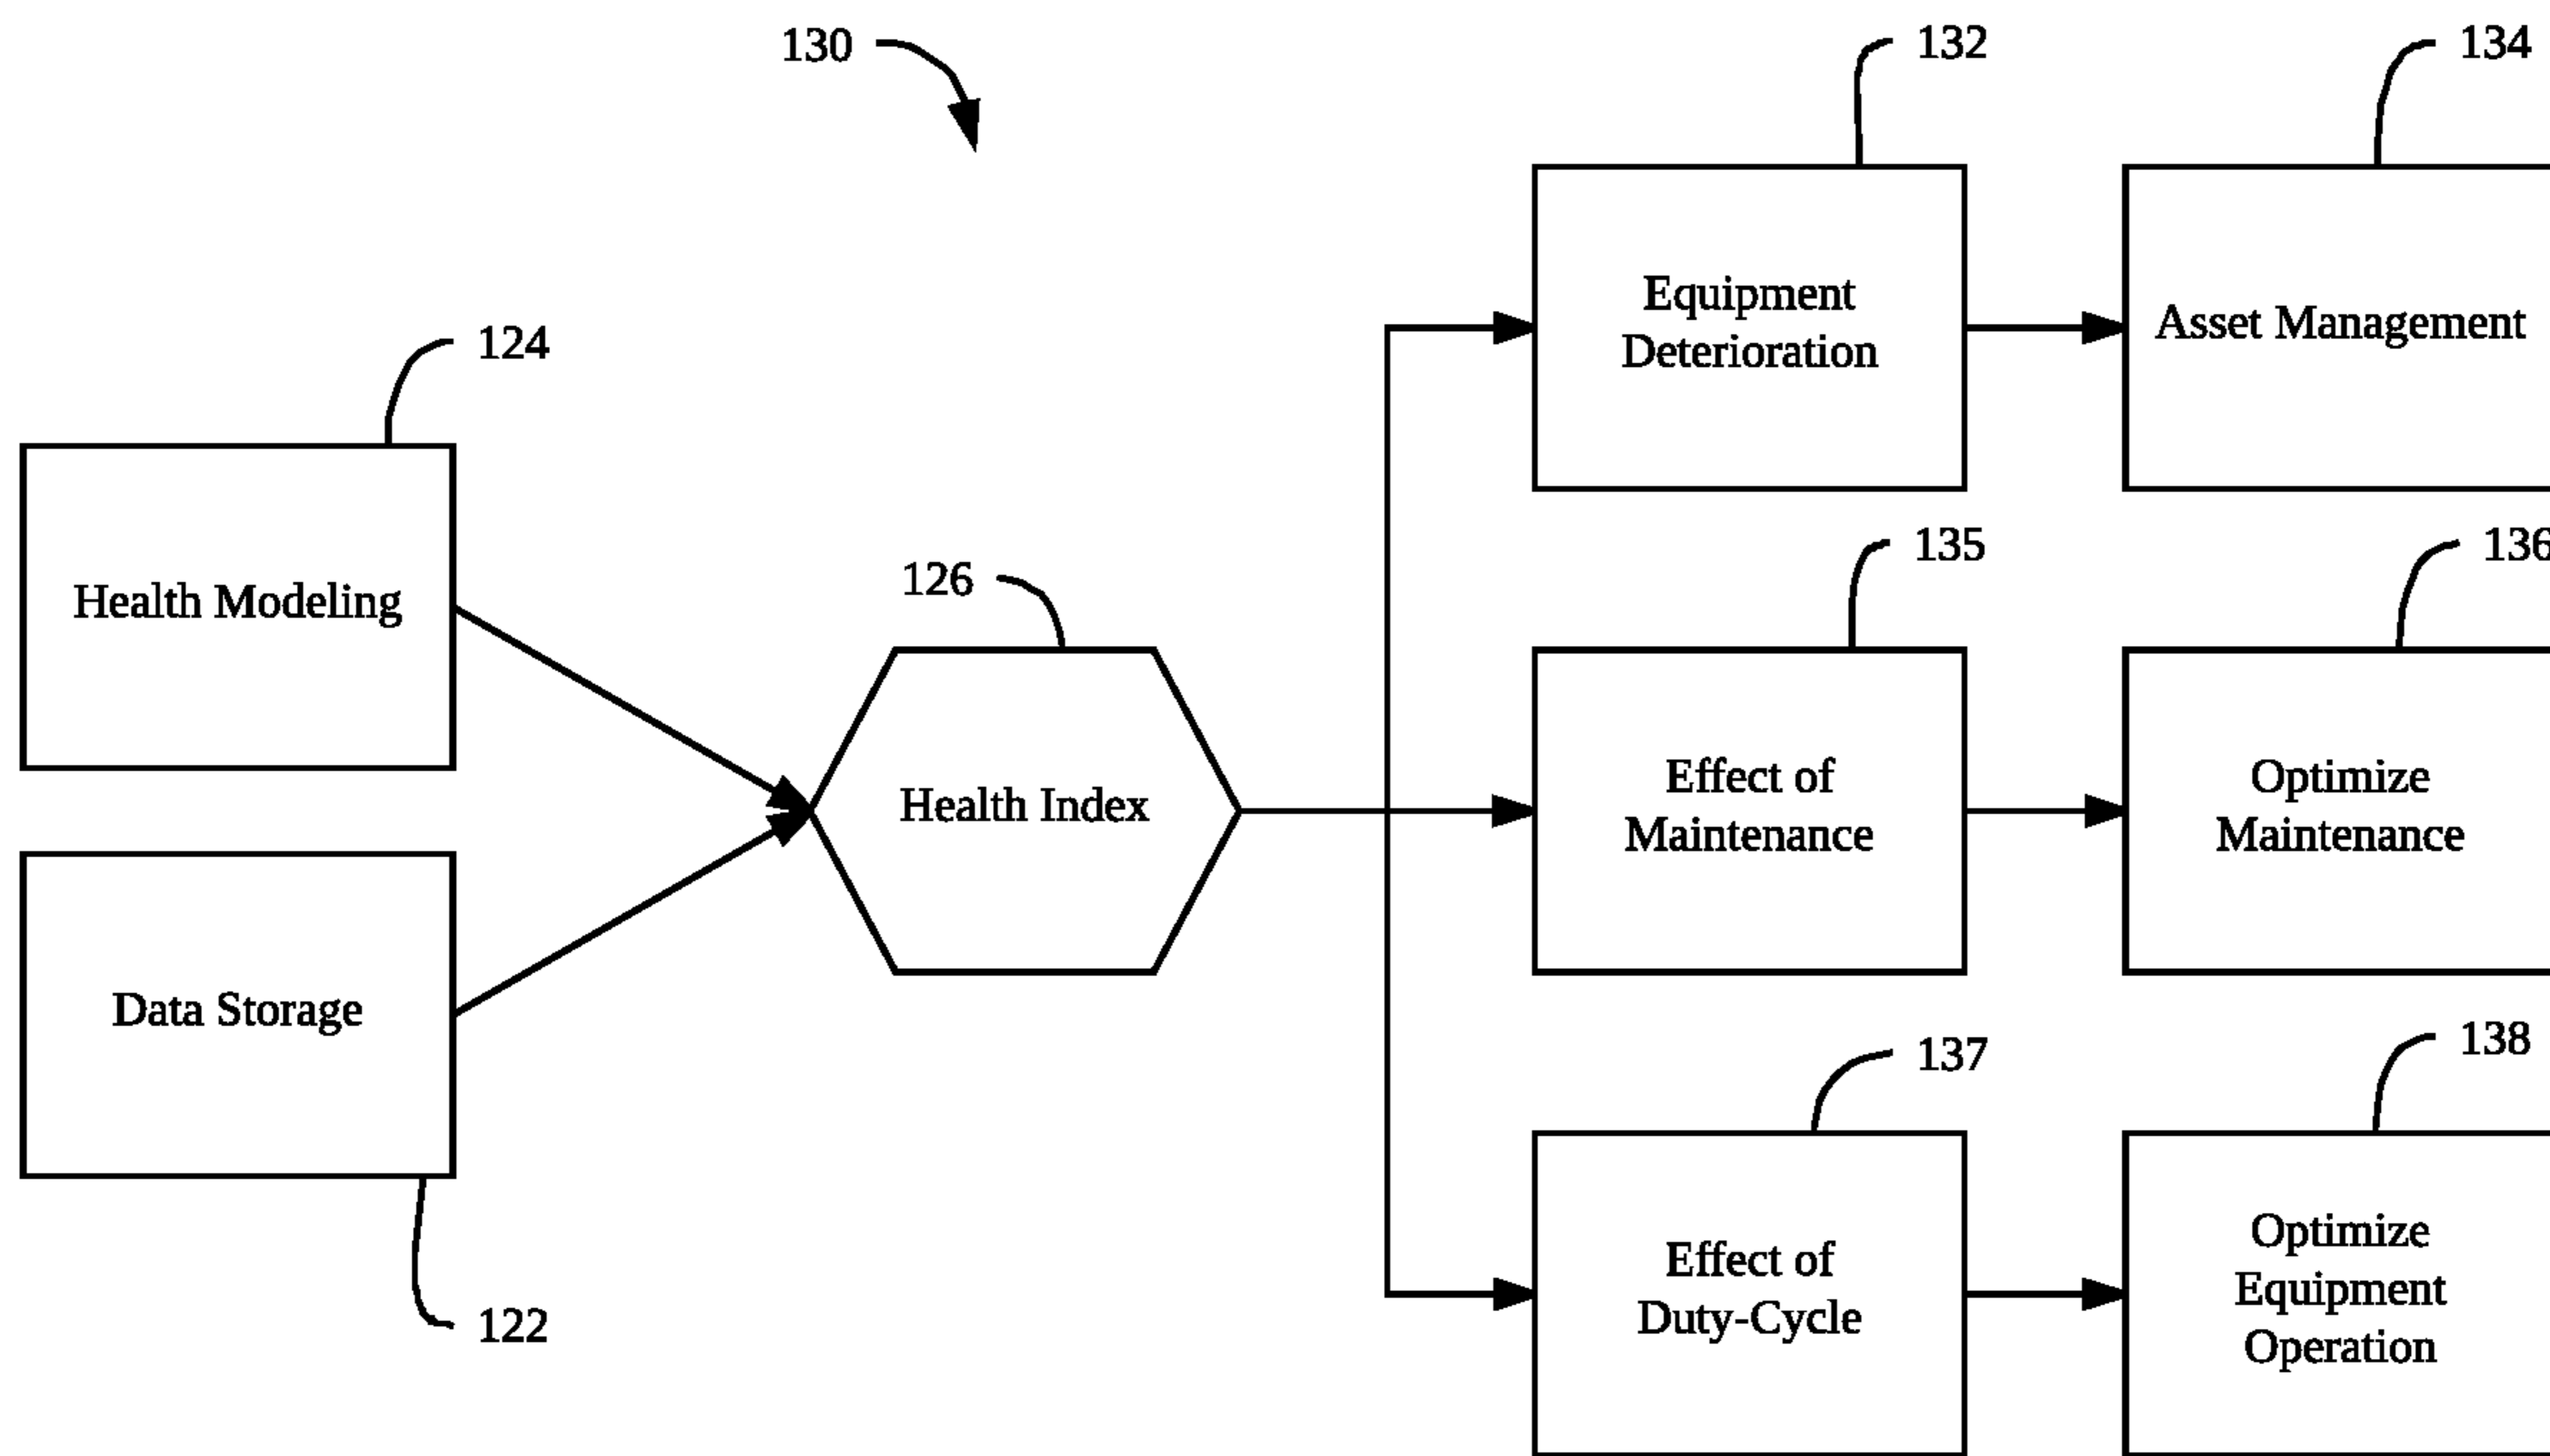 130
132
134
124
Equipment
Deterioration
Asset Management
126
135
136
Health Modeling
Health Index
Effect of
Maintenance
Optimize
Maintenance
Data Storage
137
138
122
Effect of
Duty-Cycle
Optimize
Equipment
Operation